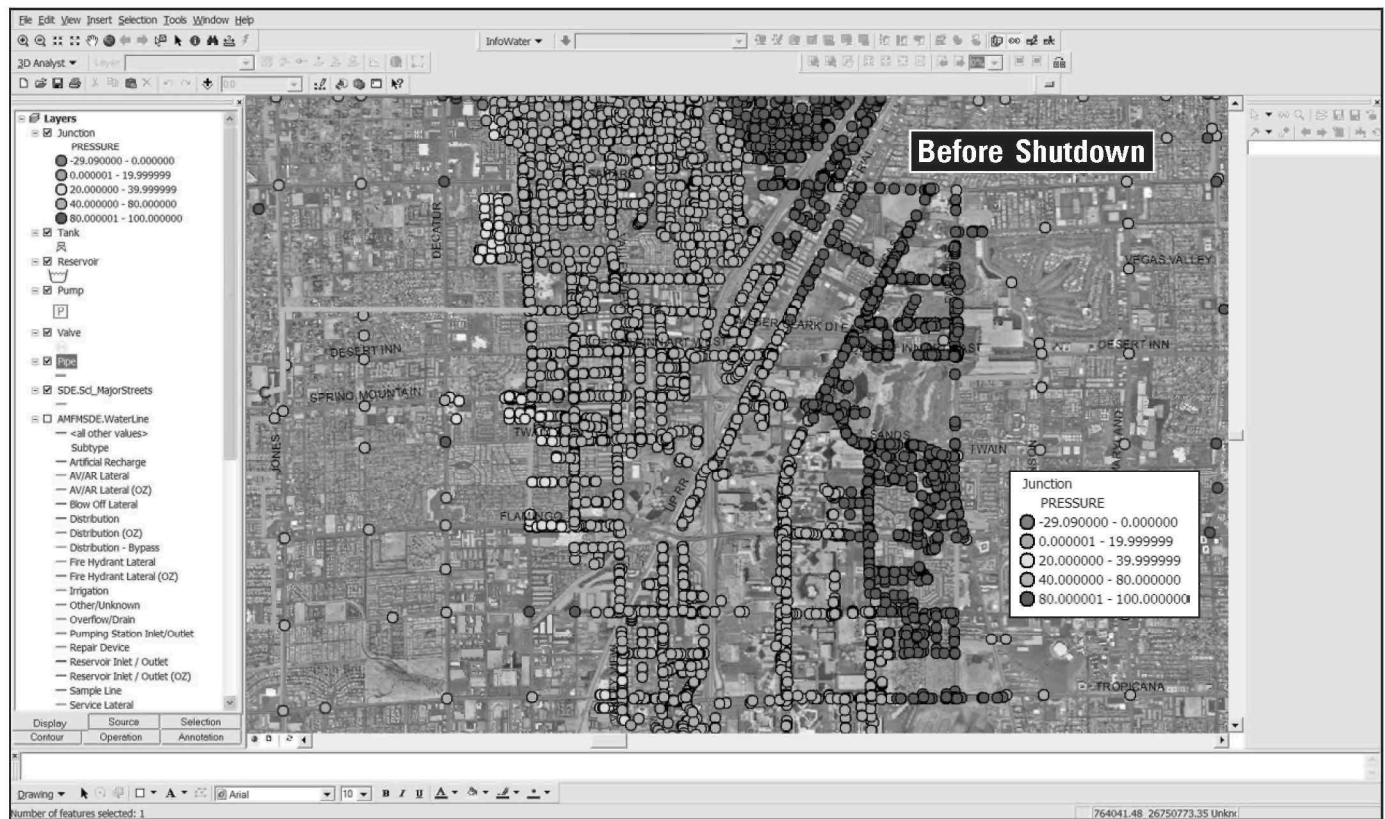 File Edit View Insert Selection Tools Window Help
InfoWater
3D Analyst
Layer:
0.0
Layers
Junction
PRESSURE
-29.090000 - 0.000000
0.000001 - 19.999999
20.000000 - 39.999999
40.000000 - 80.000000
80.000001 - 100.000000
Tank
Reservoir
Pump
P
Valve
Pipe
SDE.Scl_MajorStreets
AMFMSDE.WaterLine
<all other values>
Subtype
Artificial Recharge
AV/AR Lateral
AV/AR Lateral (OZ)
Blow Off Lateral
Distribution
Distribution (OZ)
Distribution - Bypass
Fire Hydrant Lateral
Fire Hydrant Lateral (OZ)
Irrigation
Other/Unknown
Overflow/Drain
Pumping Station Inlet/Outlet
Repair Device
Reservoir Inlet / Outlet
Reservoir Inlet / Outlet (OZ)
Sample Line
Service Lateral
Display Source Selection
Contour Operation Annotation
Before Shutdown
SAHARA
DECATUR
VEGAS VALLEY
DESERT INN
DESERT INN
SPRING MOUNTAIN
JONES
SANDS
TWAIN
MARYLAND
UP RR
FLAMINGO
TROPICANA
Junction
PRESSURE
-29.090000 - 0.000000
0.000001 - 19.999999
20.000000 - 39.999999
40.000000 - 80.000000
80.000001 - 100.000000
Drawing
A
Arial
10
B I U A
Number of features selected: 1
764041.48 26750773.35